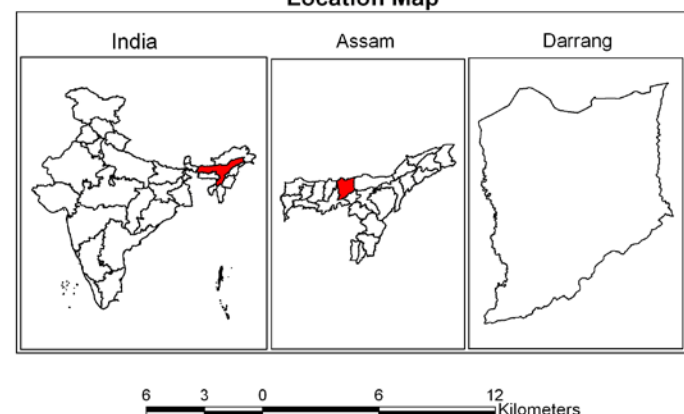 Location Map
India
Assam
Darrang
6 3 0 6 12
Kilometers